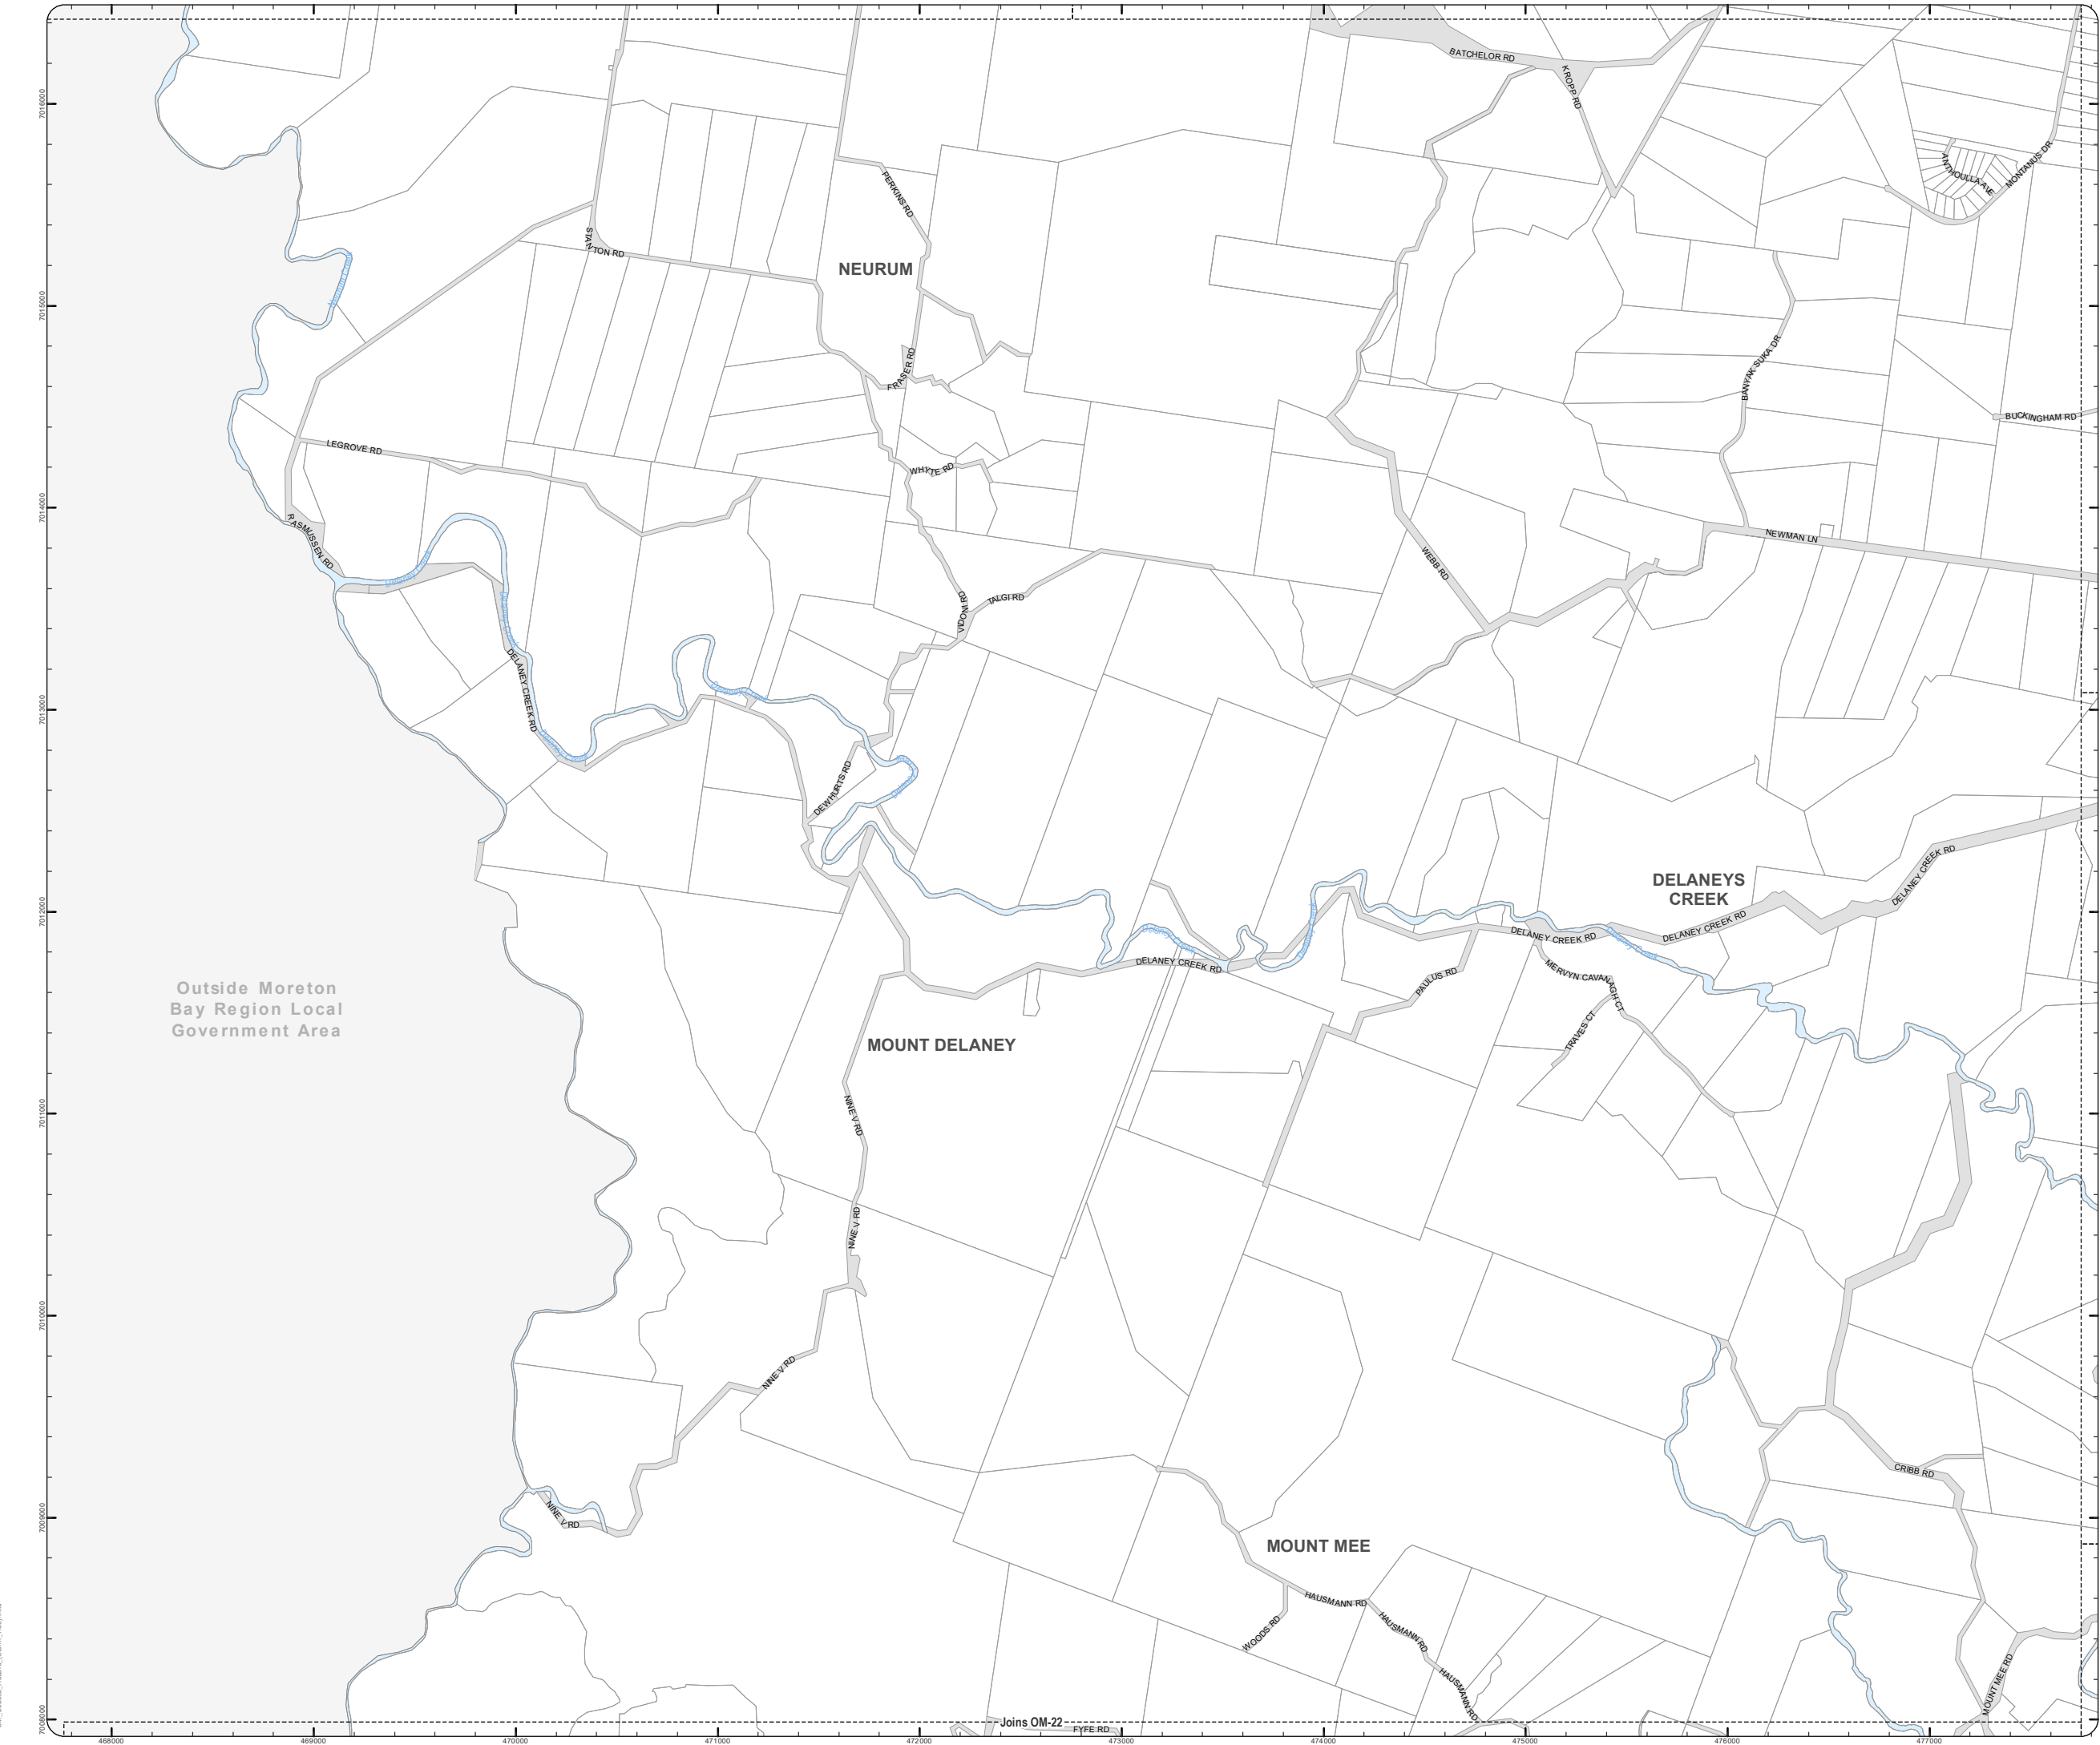 BATCHELOR RD
KROPP RD
7016000
ANTHOULLA AVE
MONTANUS DR
PERKINS RD
STANTON RD
NEURUM
7015000
FRASER RD
BANYAK SUKA DR
BUCKINGHAM RD
LEGROVE RD
WHYTE RD
7014000
RASMUSSEN RD
NEWMAN LN
WEBB RD
VIDONI RD
TALGI RD
DELANEY CREEK RD
7013000
DEWHURTS RD
DELANEYS
CREEK
DELANEY CREEK RD
7012000
DELANEY CREEK RD
DELANEY CREEK RD
DELANEY CREEK RD
PAULUS RD
MERVYN CAVANAGH CT
Outside Moreton
Bay Region Local
Government Area
TRAVES CT
MOUNT DELANEY
7011000
NINE V RD
NINE V RD
7010000
NINE V RD
CRIBB RD
7009000
NINE V RD
MOUNT MEE
HAUSMANN RD
WOODS RD
HAUSMANN RD
HAUSMANN RD
MOUNT MEE RD
7008000
Joins OM-22
FYFE RD
468000 469000 470000 471000 472000 473000 474000 475000 476000 477000